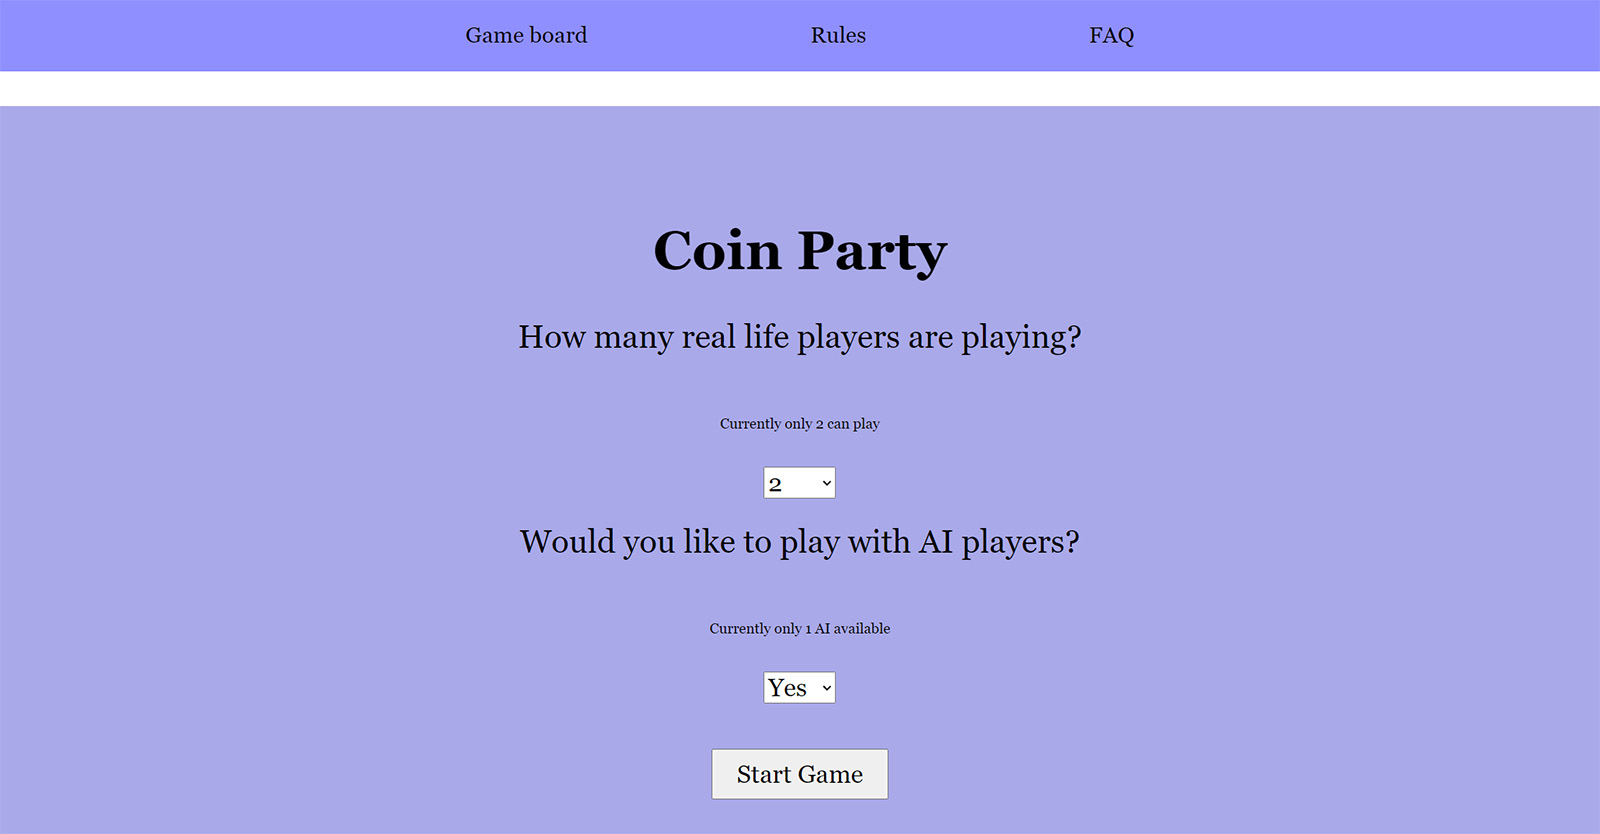 Game board Rules FAQ
Coin Party
How many real life players are playing?
Currently only 2 can play
2
Would you like to play with AI players?
Currently only 1 AI available
Yes
Start Game